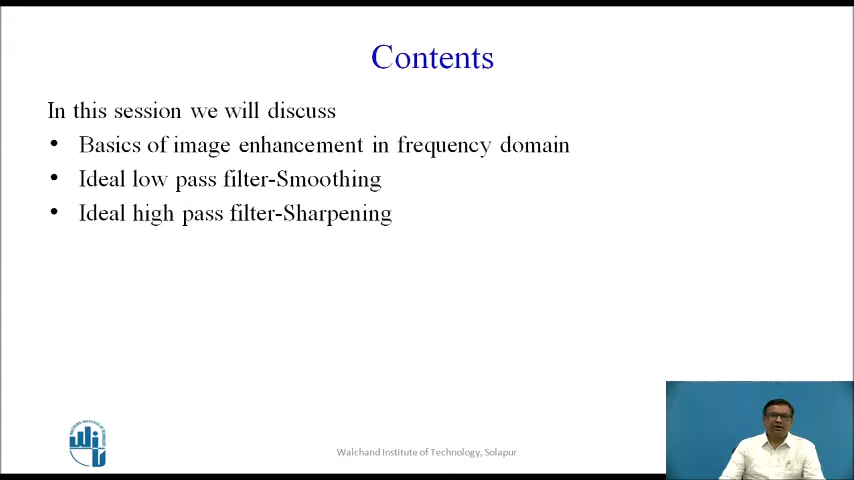 Contents
In this session we will discuss
• Basics of image enhancement in frequency domain
• Ideal low pass filter-Smoothing
• Ideal high pass filter-Sharpening
Walchand Institute of Technology, Solapur